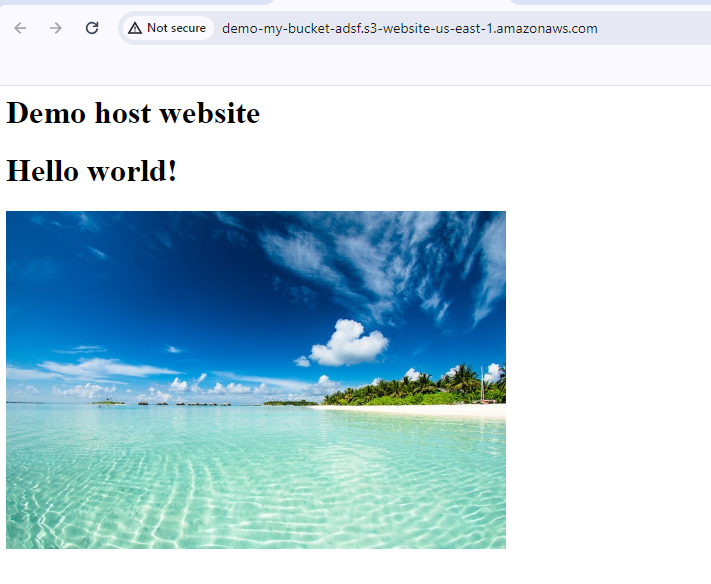 Not secure demo-my-bucket-adsf.s3-website-us-east-1.amazonaws.com
Demo host website
Hello world!